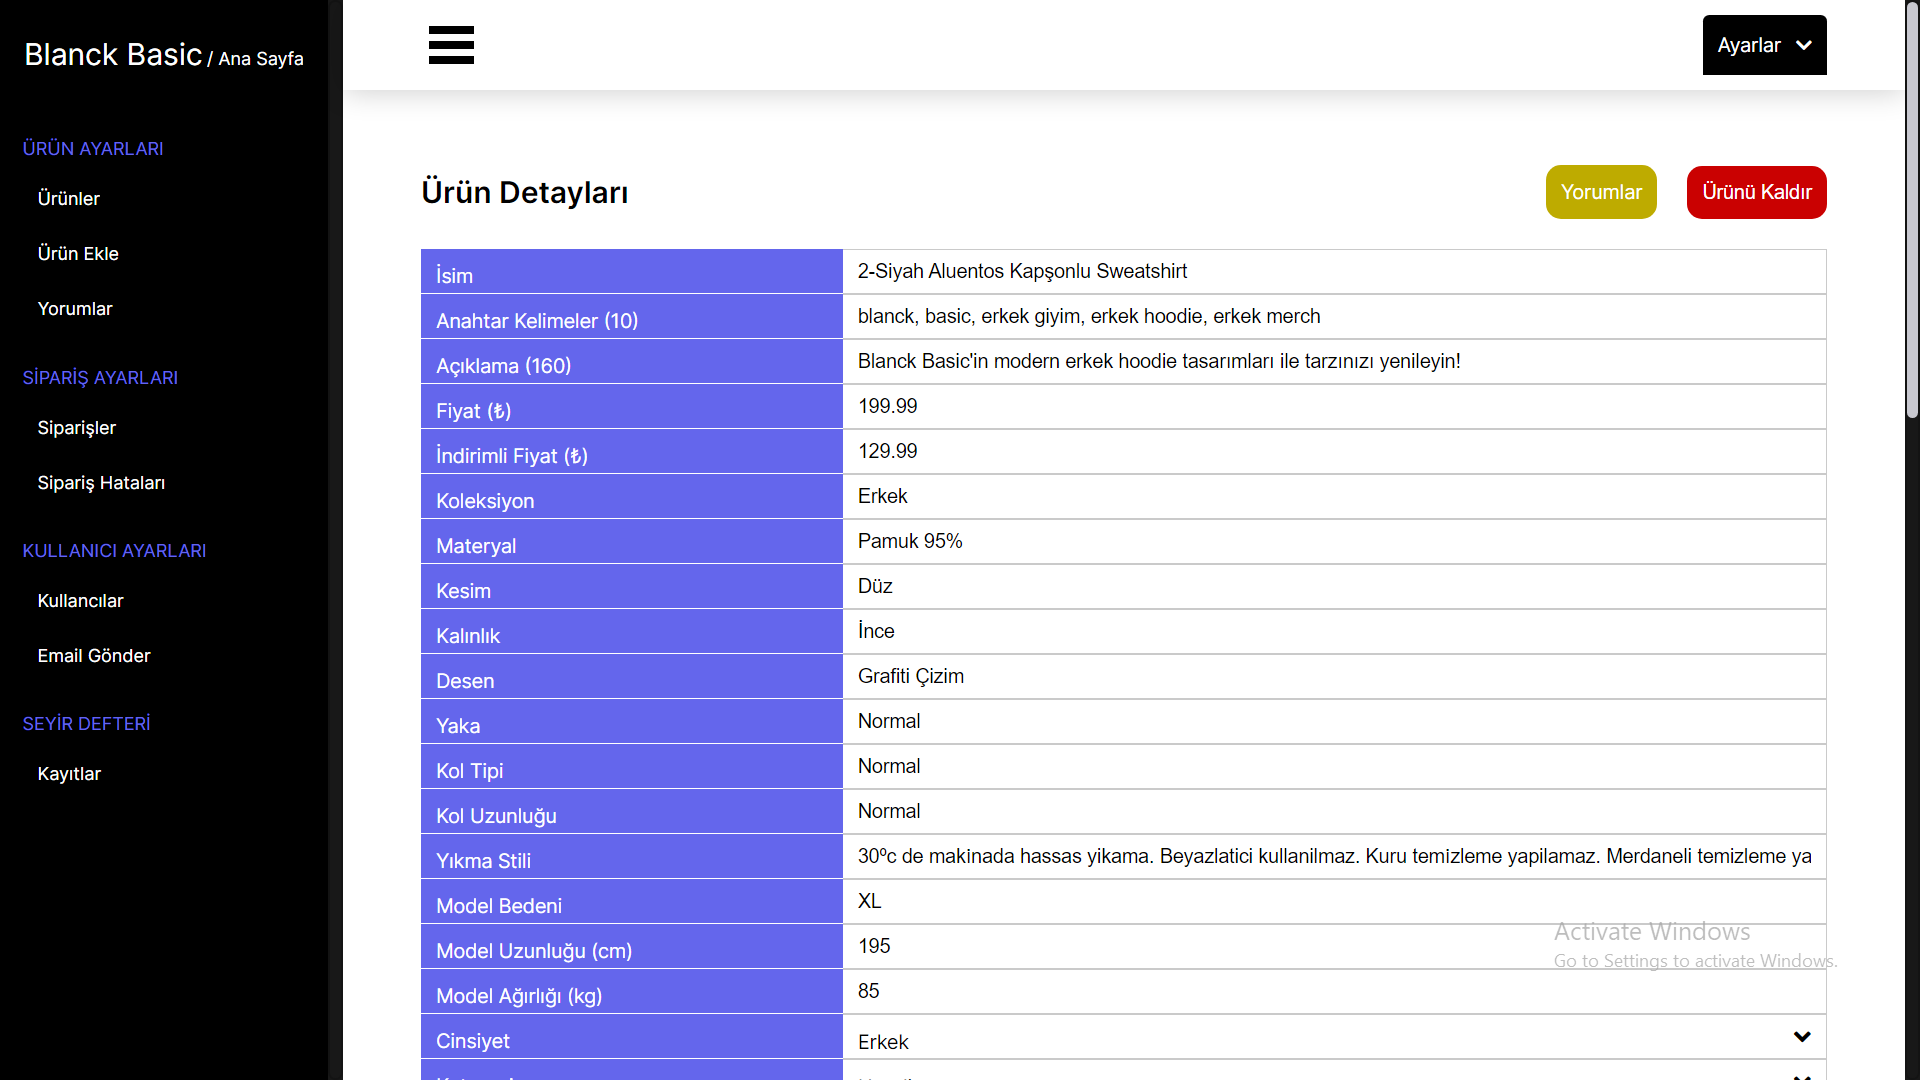 Blanck Basic / Ana Sayfa
ÜRÜN AYARLARI
Ürünler
Ürün Ekle
Yorumlar
SİPARİŞ AYARLARI
Siparişler
Sipariş Hataları
KULLANICI AYARLARI
Kullancılar
Email Gönder
SEYİR DEFTERİ
Kayıtlar
Ayarlar
Ürün Detayları
Yorumlar
Ürünü Kaldır
İsim 2-Siyah Aluentos Kapşonlu Sweatshirt
Anahtar Kelimeler (10) blanck, basic, erkek giyim, erkek hoodie, erkek merch
Açıklama (160) Blanck Basic'in modern erkek hoodie tasarımları ile tarzınızı yenileyin!
Fiyat (₺) 199.99
İndirimli Fiyat (₺) 129.99
Koleksiyon Erkek
Materyal Pamuk 95%
Kesim Düz
Kalınlık İnce
Desen Grafiti Çizim
Yaka Normal
Kol Tipi Normal
Kol Uzunluğu Normal
Yıkma Stili 30ºc de makinada hassas yikama. Beyazlatici kullanilmaz. Kuru temizleme yapilamaz. Merdaneli temizleme ya
Model Bedeni XL
Model Uzunluğu (cm) 195
Model Ağırlığı (kg) 85
Cinsiyet Erkek
Activate Windows
Go to Settings to activate Windows.